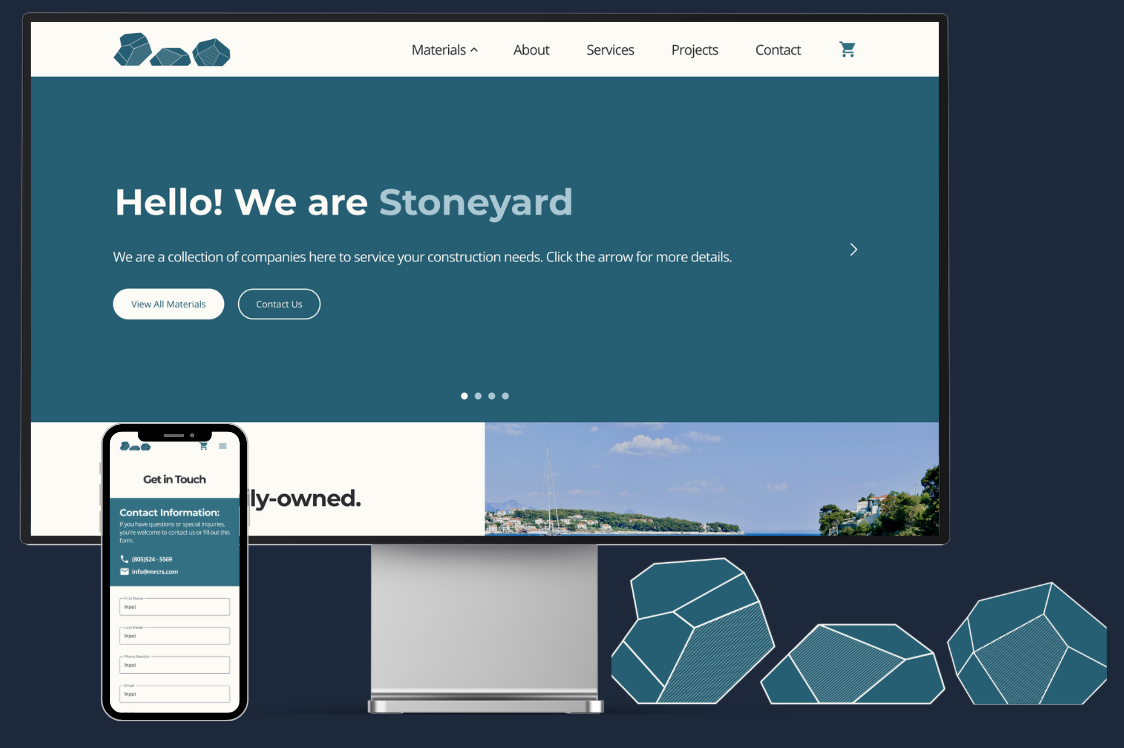 Materials About Services Projects Contact
Hello! We are Stoneyard
We are a collection of companies here to service your construction needs. Click the arrow for more details.
View All Materials Contact Us
ly-owned.
Get in Touch
Contact Information:
If you have questions or special inquiries,
you're welcome to contact us or fill out this
form.
(805)524 - 5569
info@mrcrs.com
First Name
Input
Last Name
Input
Phone Number
Input
Email
Input